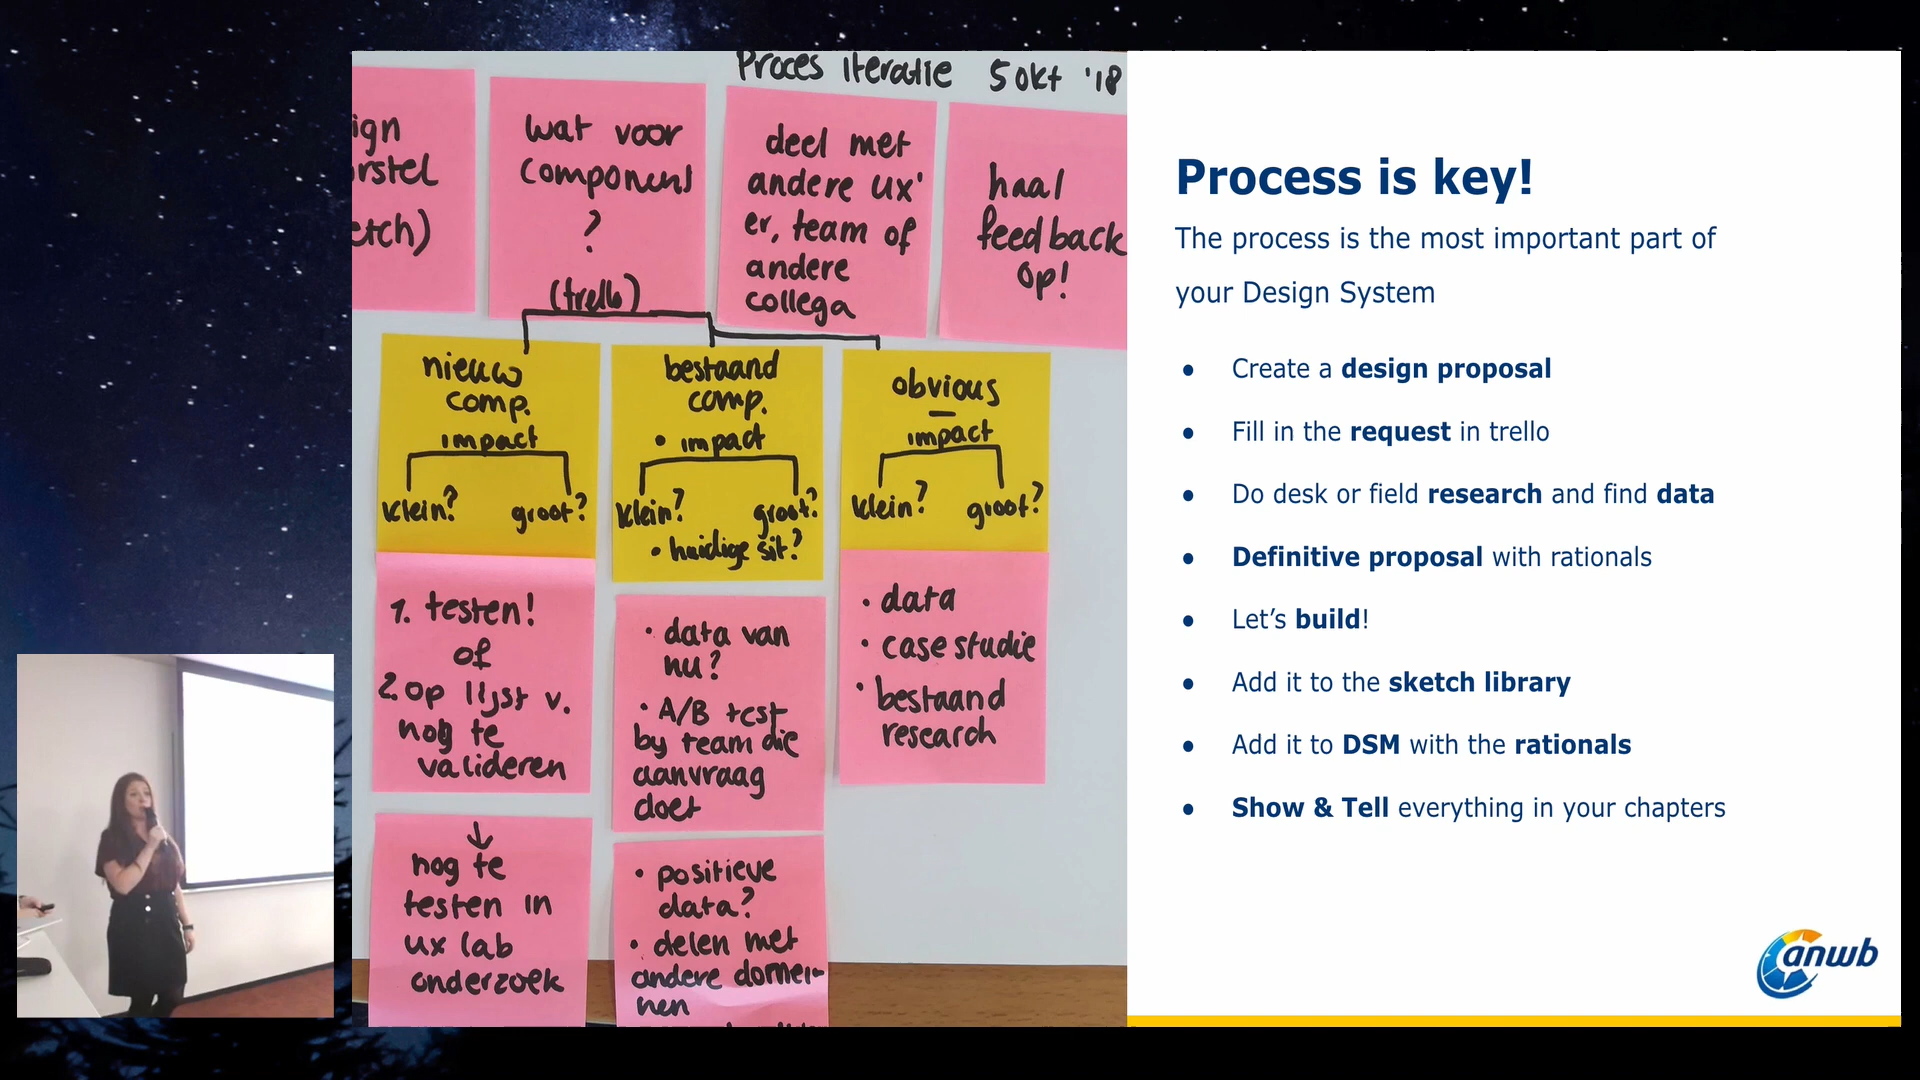 Proces iteratie 5 okt '18
ign
rstel
etch)
wat voor
component
?
(trello)
deel met
andere ux'
er, team of
andere
collega
haal
feedback
op!
nieuw
comp.
impact
klein? groot?
bestaand
comp.
• impact
klein? groot?
• huidige sit?
obvious
impact
klein? groot?
1. testen!
of
2. op lijst v.
nog te
valideren
↓
nog te
testen in
ux lab
onderzoek
• data van
nu?
• A/B test
by team die
aanvraag
doet
• positieve
data?
• delen met
andere domei-
nen
• data
• case studie
• bestaand
research
Process is key!
The process is the most important part of
your Design System
• Create a design proposal
• Fill in the request in trello
• Do desk or field research and find data
• Definitive proposal with rationals
• Let's build!
• Add it to the sketch library
• Add it to DSM with the rationals
• Show & Tell everything in your chapters
anwb